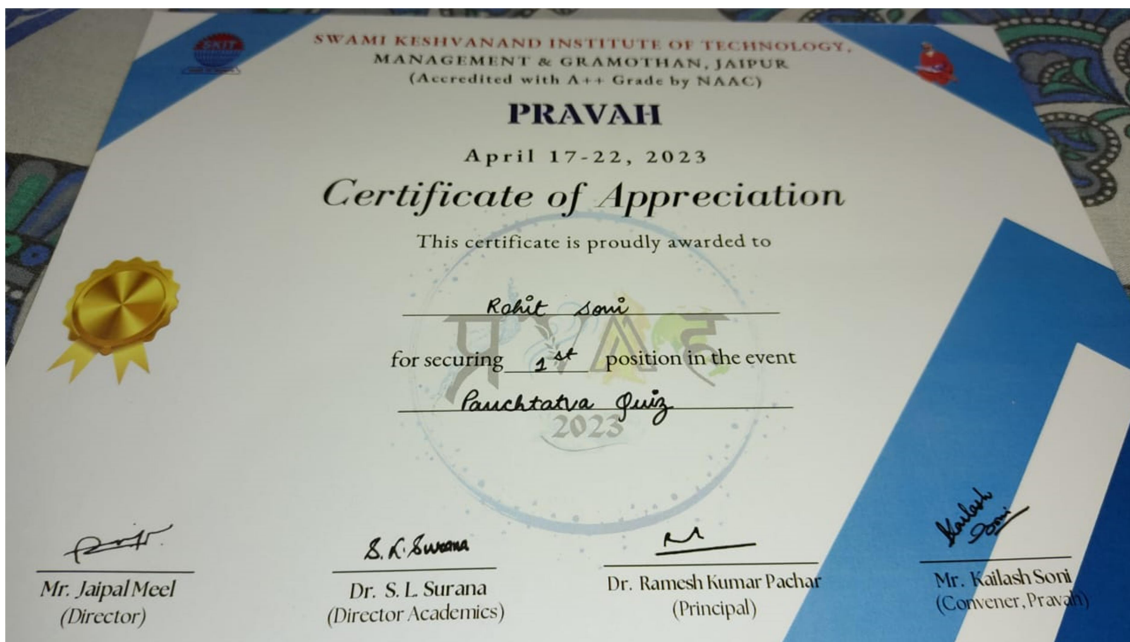 SKIT
SWAMI KESHVANAND INSTITUTE OF TECHNOLOGY,
MANAGEMENT & GRAMOTHAN, JAIPUR
(Accredited with A++ Grade by NAAC)
PRAVAH
April 17-22, 2023
Certificate of Appreciation
This certificate is proudly awarded to
Rohit Soni
for securing 1st position in the event
Panchtatva Quiz
2023
S. L. Surana
Kailash
Soni
Mr. Jaipal Meel
(Director)
Dr. S. L. Surana
(Director Academics)
Dr. Ramesh Kumar Pachar
(Principal)
Mr. Kailash Soni
(Convener, Pravah)